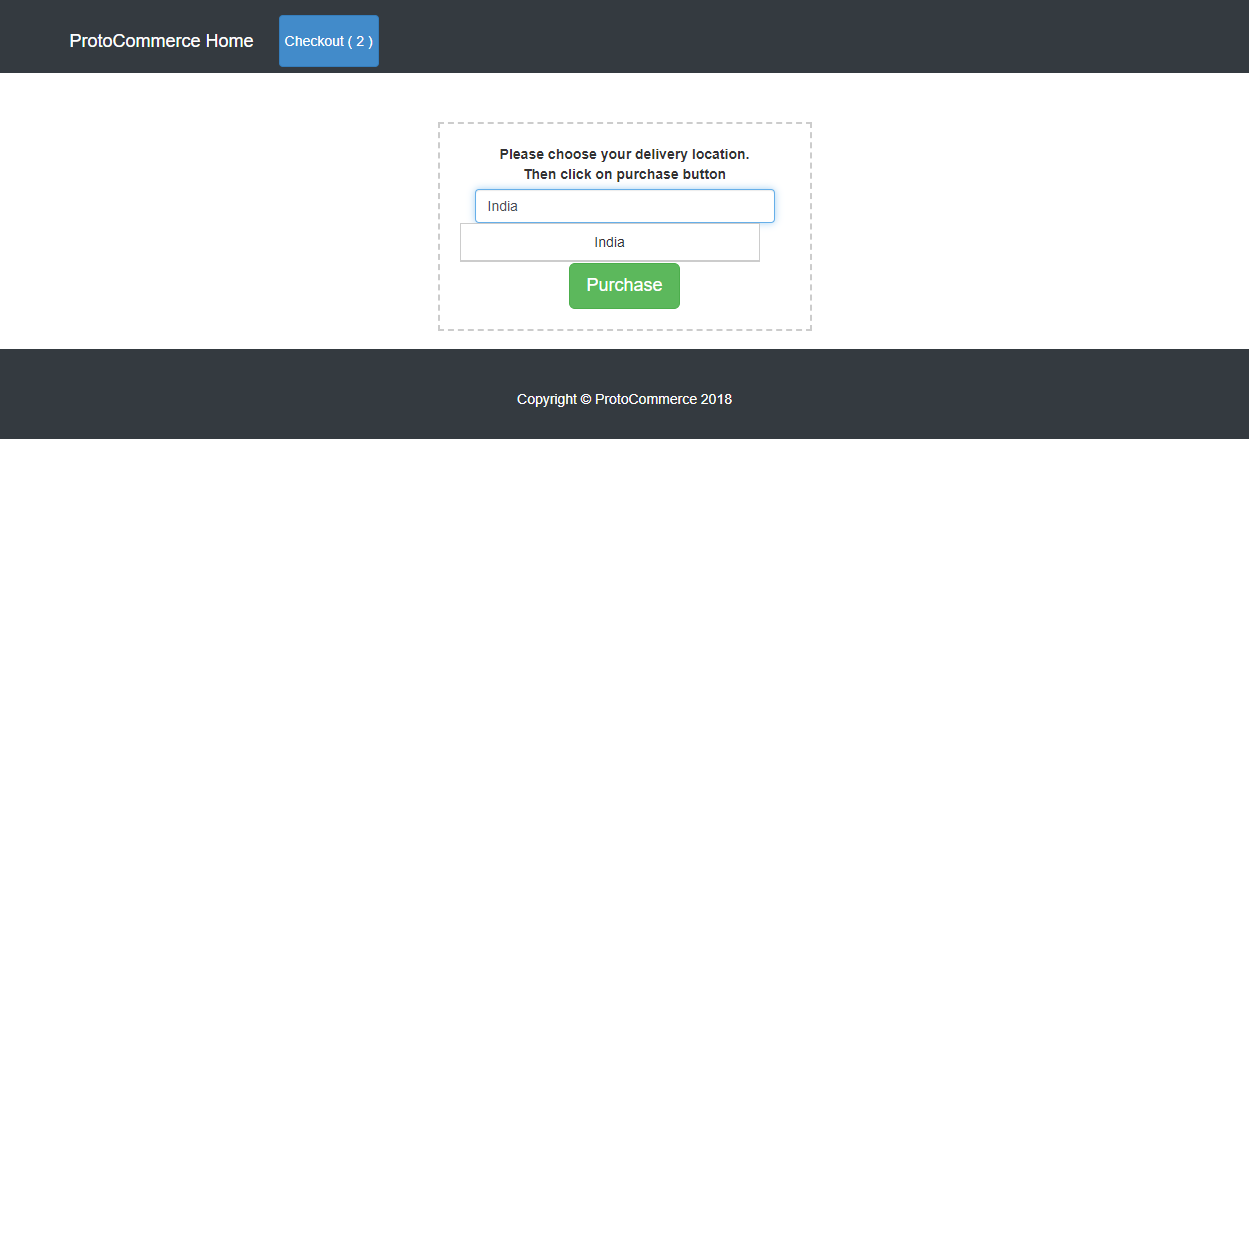 ProtoCommerce Home
Checkout ( 2 )
Please choose your delivery location.
Then click on purchase button
India
India
Purchase
Copyright © ProtoCommerce 2018